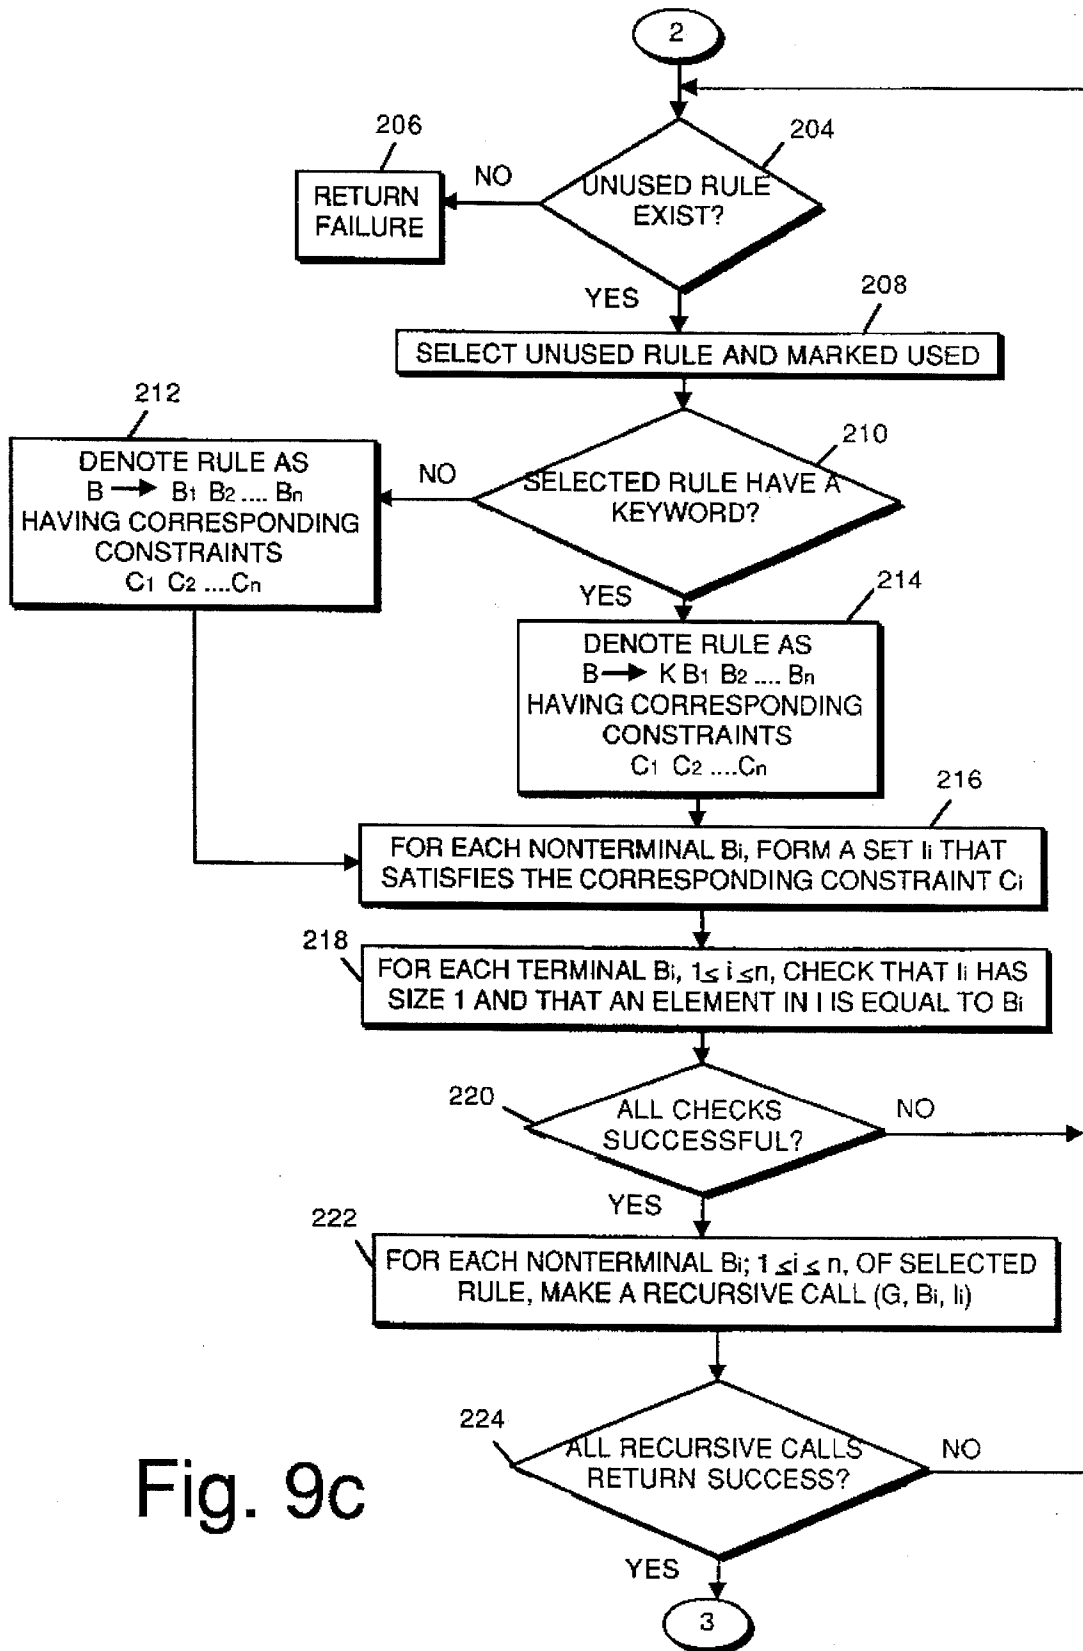 2
206
204
NO
UNUSED RULE
EXIST?
RETURN
FAILURE
YES
208
SELECT UNUSED RULE AND MARKED USED
212
210
DENOTE RULE AS
B → B1 B2 .... Bn
HAVING CORRESPONDING
CONSTRAINTS
C1 C2 ....Cn
NO
SELECTED RULE HAVE A
KEYWORD?
YES
214
DENOTE RULE AS
B → K B1 B2 .... Bn
HAVING CORRESPONDING
CONSTRAINTS
C1 C2 ....Cn
216
FOR EACH NONTERMINAL Bi, FORM A SET Ii THAT
SATISFIES THE CORRESPONDING CONSTRAINT Ci
218
FOR EACH TERMINAL Bi, 1≤ i ≤n, CHECK THAT Ii HAS
SIZE 1 AND THAT AN ELEMENT IN I IS EQUAL TO Bi
220
ALL CHECKS
SUCCESSFUL?
NO
YES
222
FOR EACH NONTERMINAL Bi; 1 ≤i ≤ n, OF SELECTED
RULE, MAKE A RECURSIVE CALL (G, Bi, Ii)
224
ALL RECURSIVE CALLS
RETURN SUCCESS?
NO
Fig. 9c
YES
3